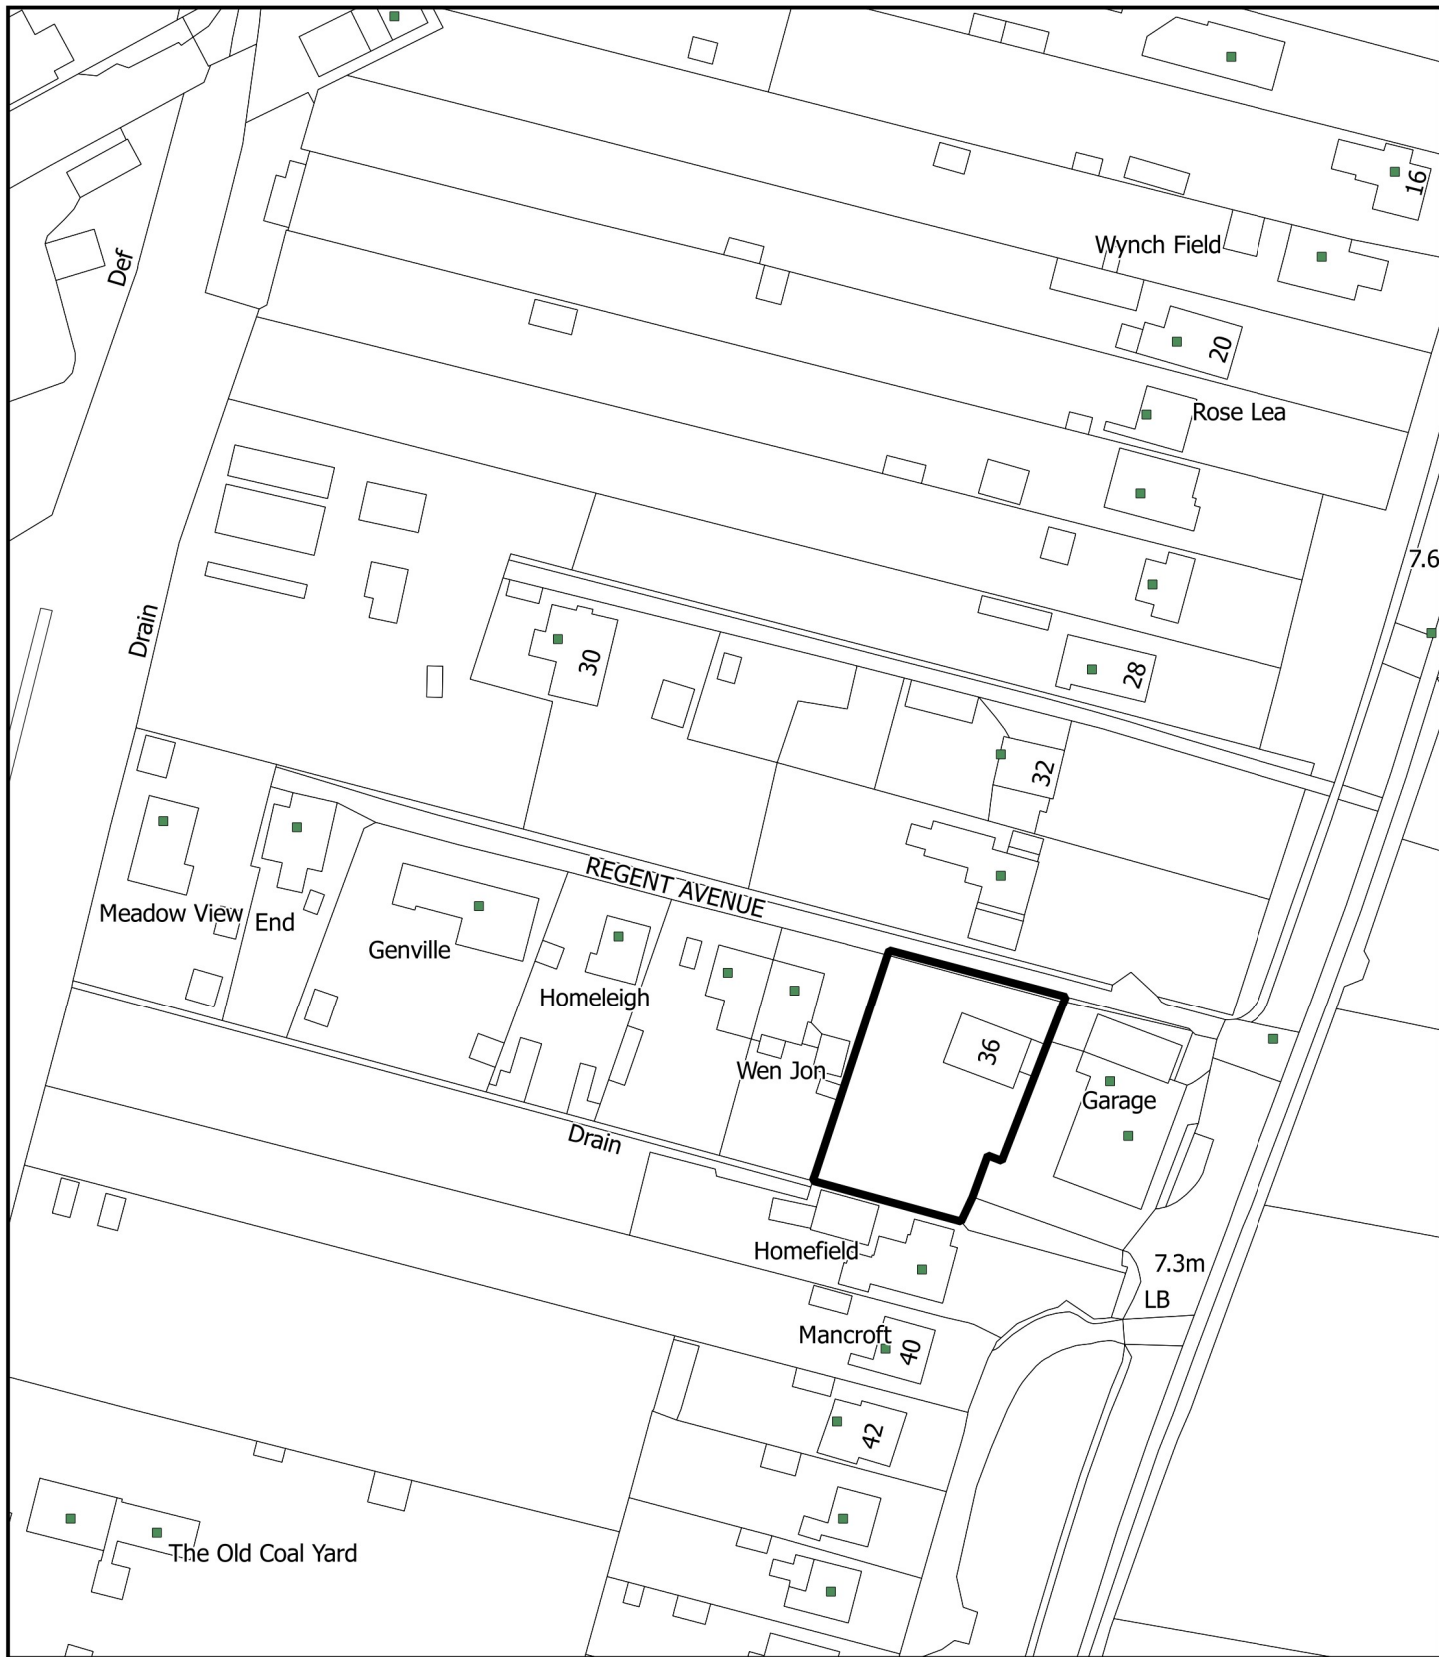 16
Wynch Field
Def
20
Rose Lea
7.6
Drain
30
28
32
REGENT AVENUE
Meadow View
End
Genville
Homeleigh
36
Wen Jon
Garage
Drain
Homefield
7.3m
LB
Mancroft
40
42
The Old Coal Yard